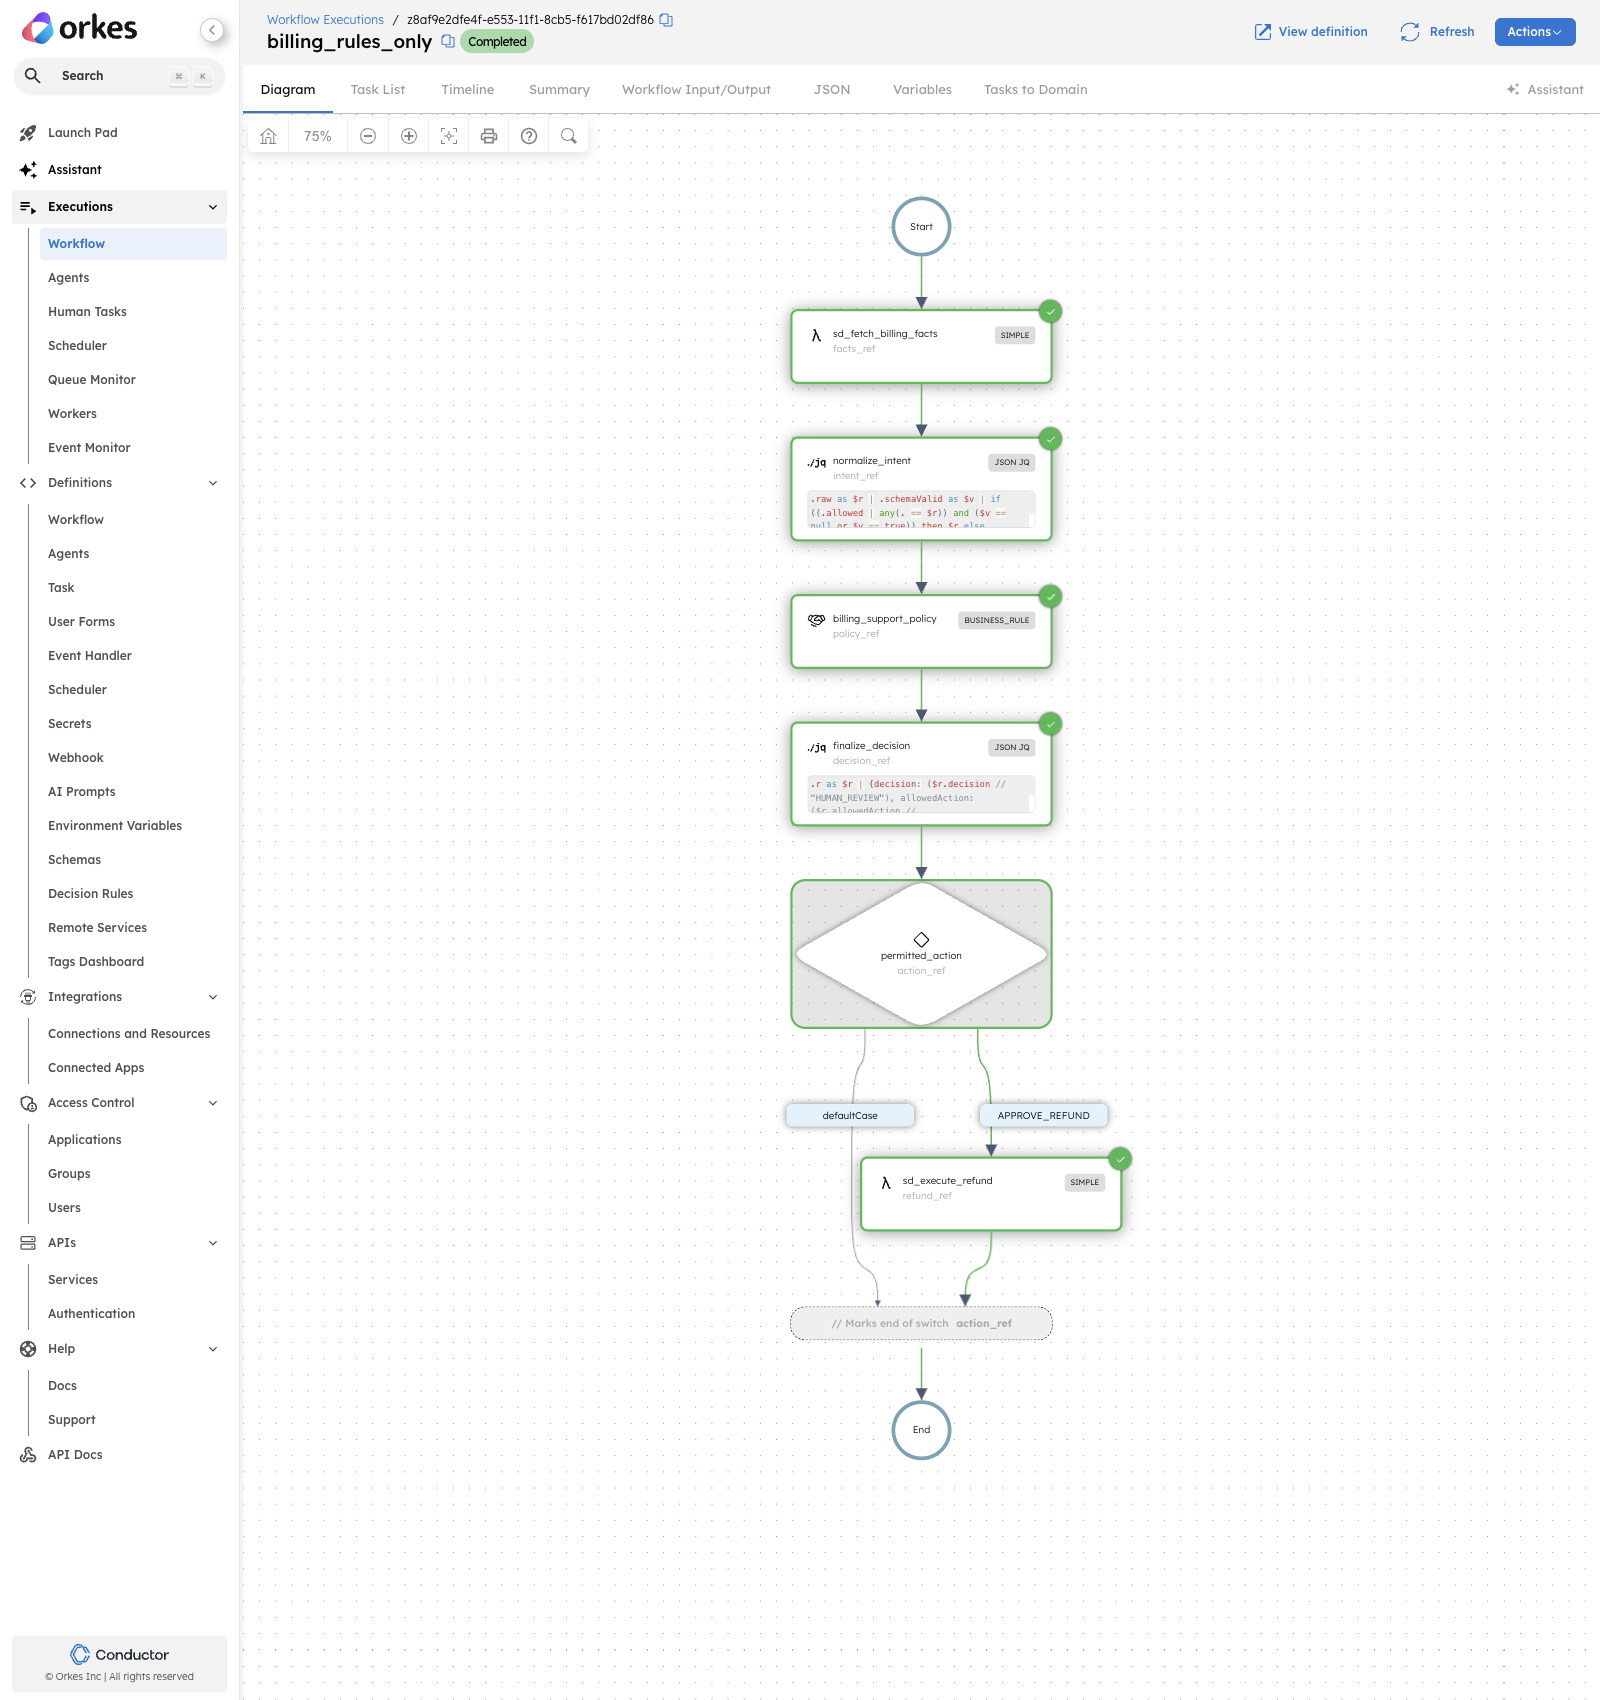 orkes
Search
⌘ K
Launch Pad
Assistant
Executions
Workflow
Agents
Human Tasks
Scheduler
Queue Monitor
Workers
Event Monitor
Definitions
Workflow
Agents
Task
User Forms
Event Handler
Scheduler
Secrets
Webhook
AI Prompts
Environment Variables
Schemas
Decision Rules
Remote Services
Tags Dashboard
Integrations
Connections and Resources
Connected Apps
Access Control
Applications
Groups
Users
APIs
Services
Authentication
Help
Docs
Support
API Docs
Conductor
© Orkes Inc | All rights reserved
Workflow Executions / z8af9e2dfe4f-e553-11f1-8cb5-f617bd02df86
billing_rules_only Completed
View definition Refresh Actions
Diagram Task List Timeline Summary Workflow Input/Output JSON Variables Tasks to Domain Assistant
75%
Start
sd_fetch_billing_facts SIMPLE
facts_ref
./jq normalize_intent JSON JQ
intent_ref
.raw as $r | .schemaValid as $v | if
((.allowed | any(. == $r)) and ($v ==
null or $v == true)) then $r else
billing_support_policy BUSINESS_RULE
policy_ref
./jq finalize_decision JSON JQ
decision_ref
.r as $r | {decision: ($r.decision //
"HUMAN_REVIEW"), allowedAction:
($r.allowedAction //
permitted_action
action_ref
defaultCase APPROVE_REFUND
λ sd_execute_refund SIMPLE
refund_ref
// Marks end of switch action_ref
End